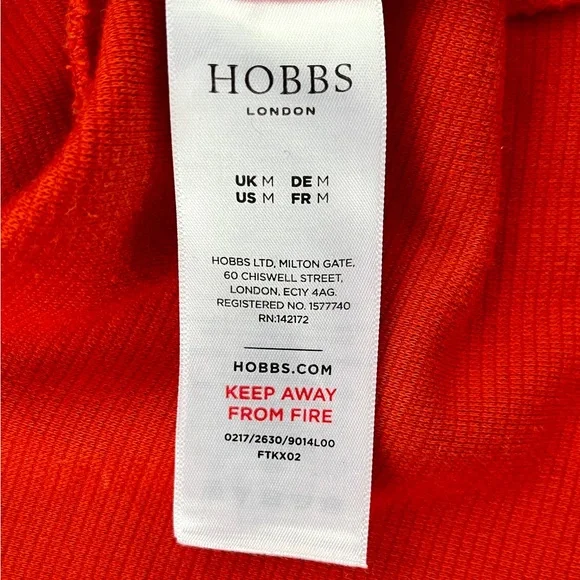 HOBBS
LONDON
UK M DE M
US M FR M
HOBBS LTD, MILTON GATE,
60 CHISWELL STREET,
LONDON, EC1Y 4AG.
REGISTERED NO. 1577740
RN:142172
HOBBS.COM
KEEP AWAY
FROM FIRE
0217/2630/9014L00
FTKX02